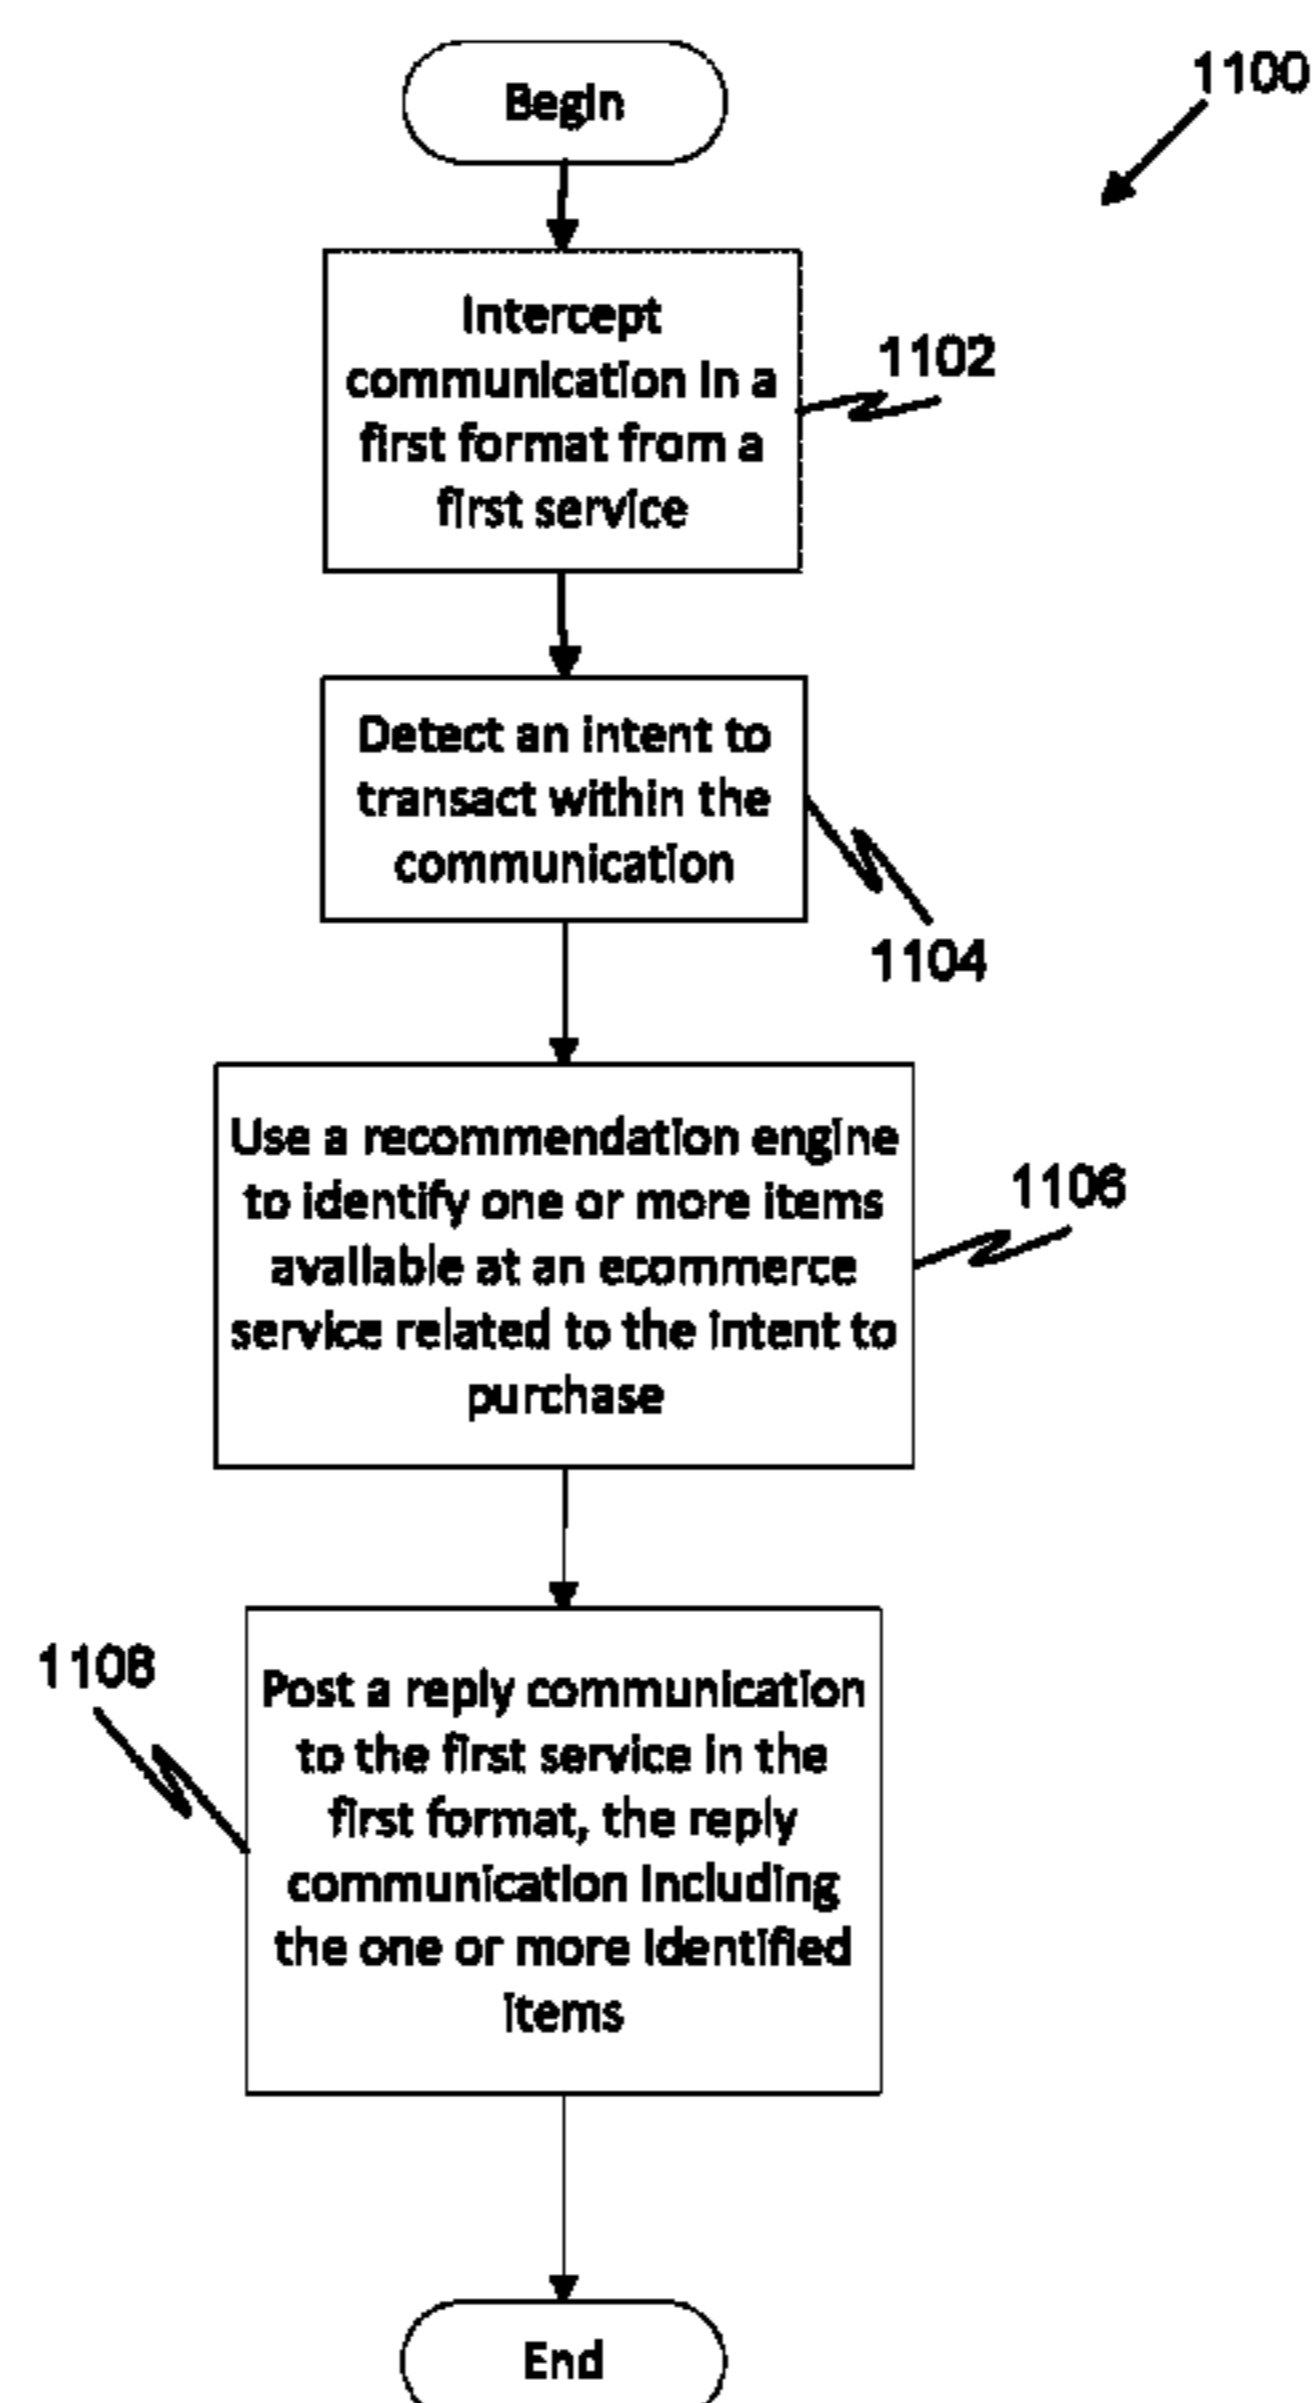 Begin
1100
Intercept
communication in a
first format from a
first service
1102
Detect an intent to
transact within the
communication
1104
Use a recommendation engine
to identify one or more items
available at an ecommerce
service related to the intent to
purchase
1106
1108
Post a reply communication
to the first service in the
first format, the reply
communication including
the one or more identified
items
End